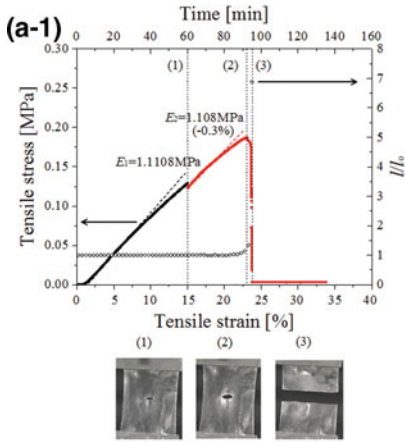 (a-1)
Time [min]
0 20 40 60 80 100 120 140 160
Tensile stress [MPa]
0.30
0.25
0.20
0.15
0.10
0.05
0.00
(1) (2) (3)
E2=1.108MPa
(-0.3%)
E1=1.1108MPa
8
7
6
5
4
3
2
1
0
l/lo
0 5 10 15 20 25 30 35 40
Tensile strain [%]
(1) (2) (3)